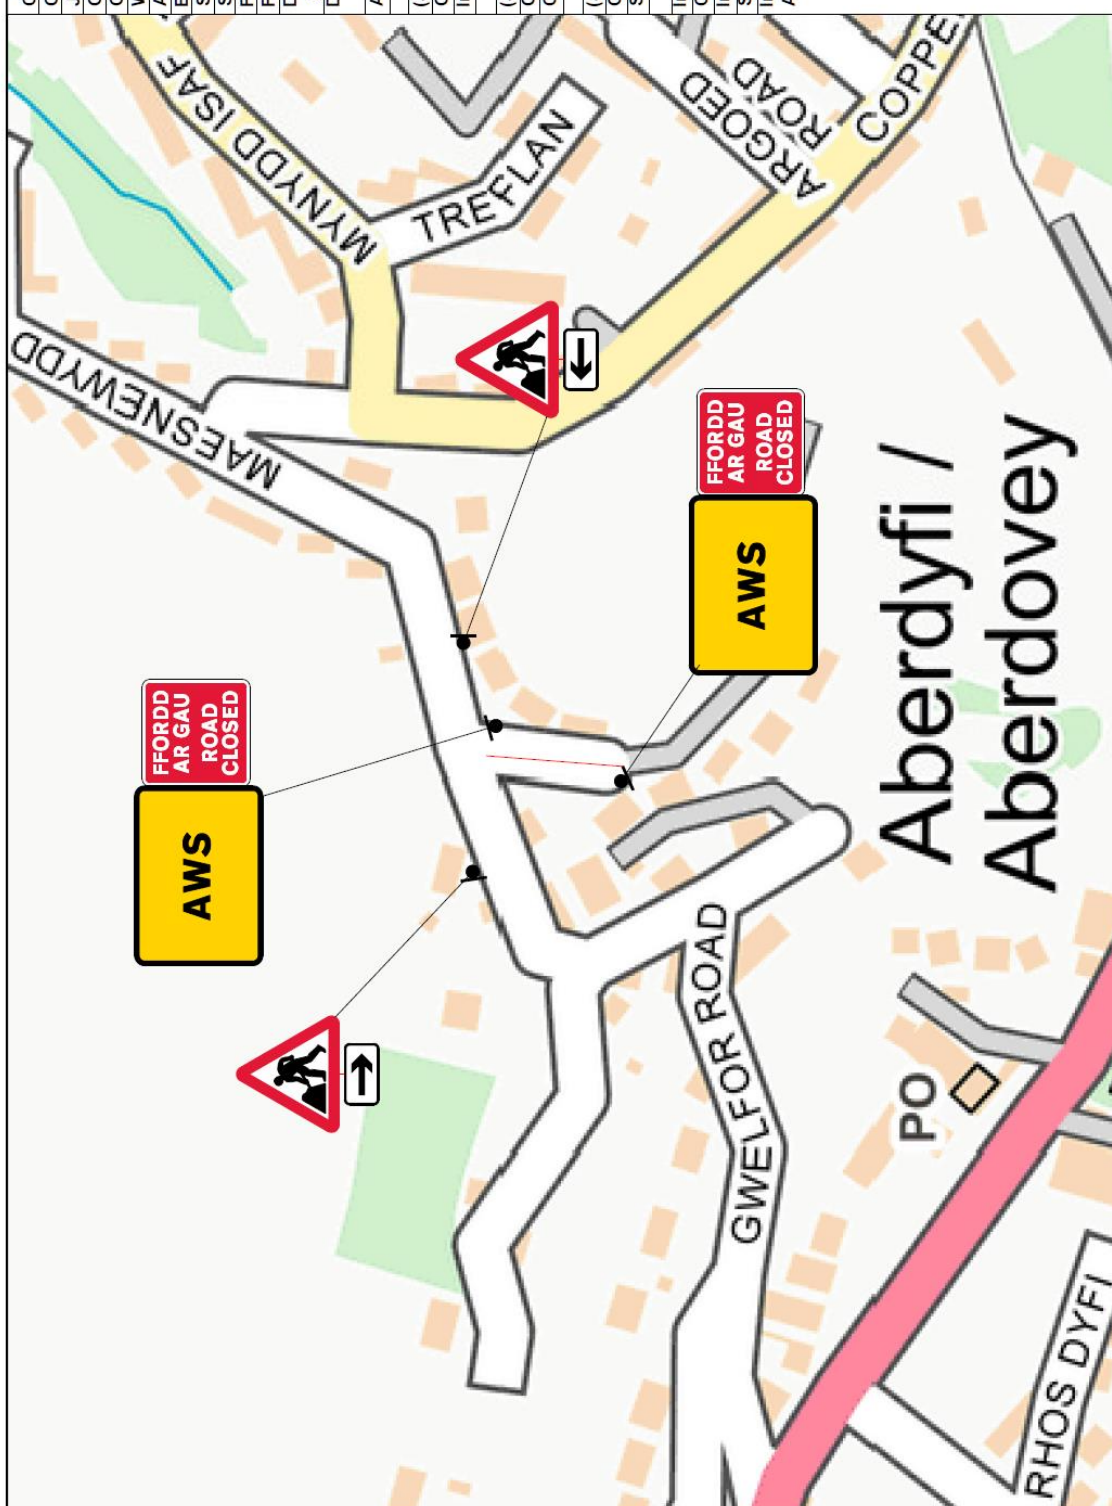 MYNYDD ISAF
TREFLAN
ARGOED
ROAD
COPPE
MAESNEWYDD
FFORDD
AR GAU
ROAD
CLOSED
AWS
FFORDD
AR GAU
ROAD
CLOSED
AWS
Aberdyfi /
Aberdovey
GWELFOR ROAD
PO
RHOS DYFI